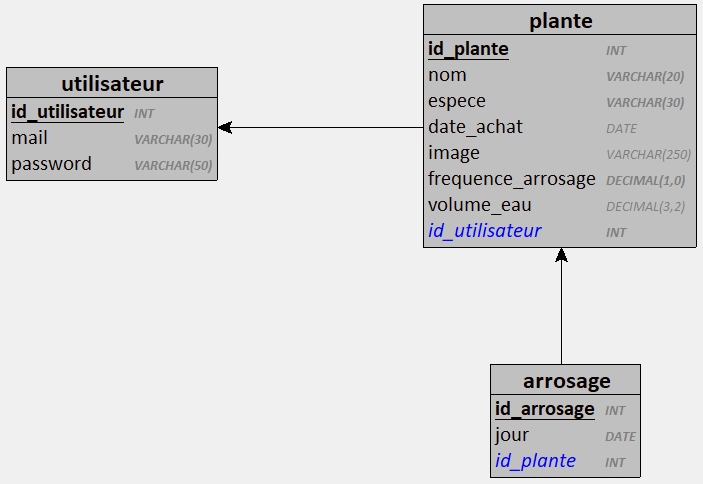 utilisateur
id_utilisateur INT
mail VARCHAR(30)
password VARCHAR(50)
plante
id_plante INT
nom VARCHAR(20)
espece VARCHAR(30)
date_achat DATE
image VARCHAR(250)
frequence_arrosage DECIMAL(1,0)
volume_eau DECIMAL(3,2)
id_utilisateur INT
arrosage
id_arrosage INT
jour DATE
id_plante INT